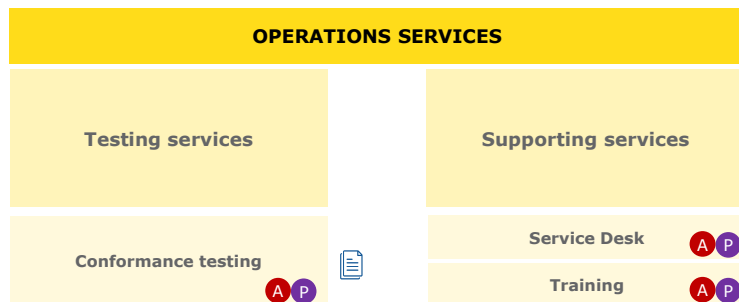 OPERATIONS SERVICES
Testing services
Supporting services
Conformance testing
A P
Service Desk
A P
Training
A P